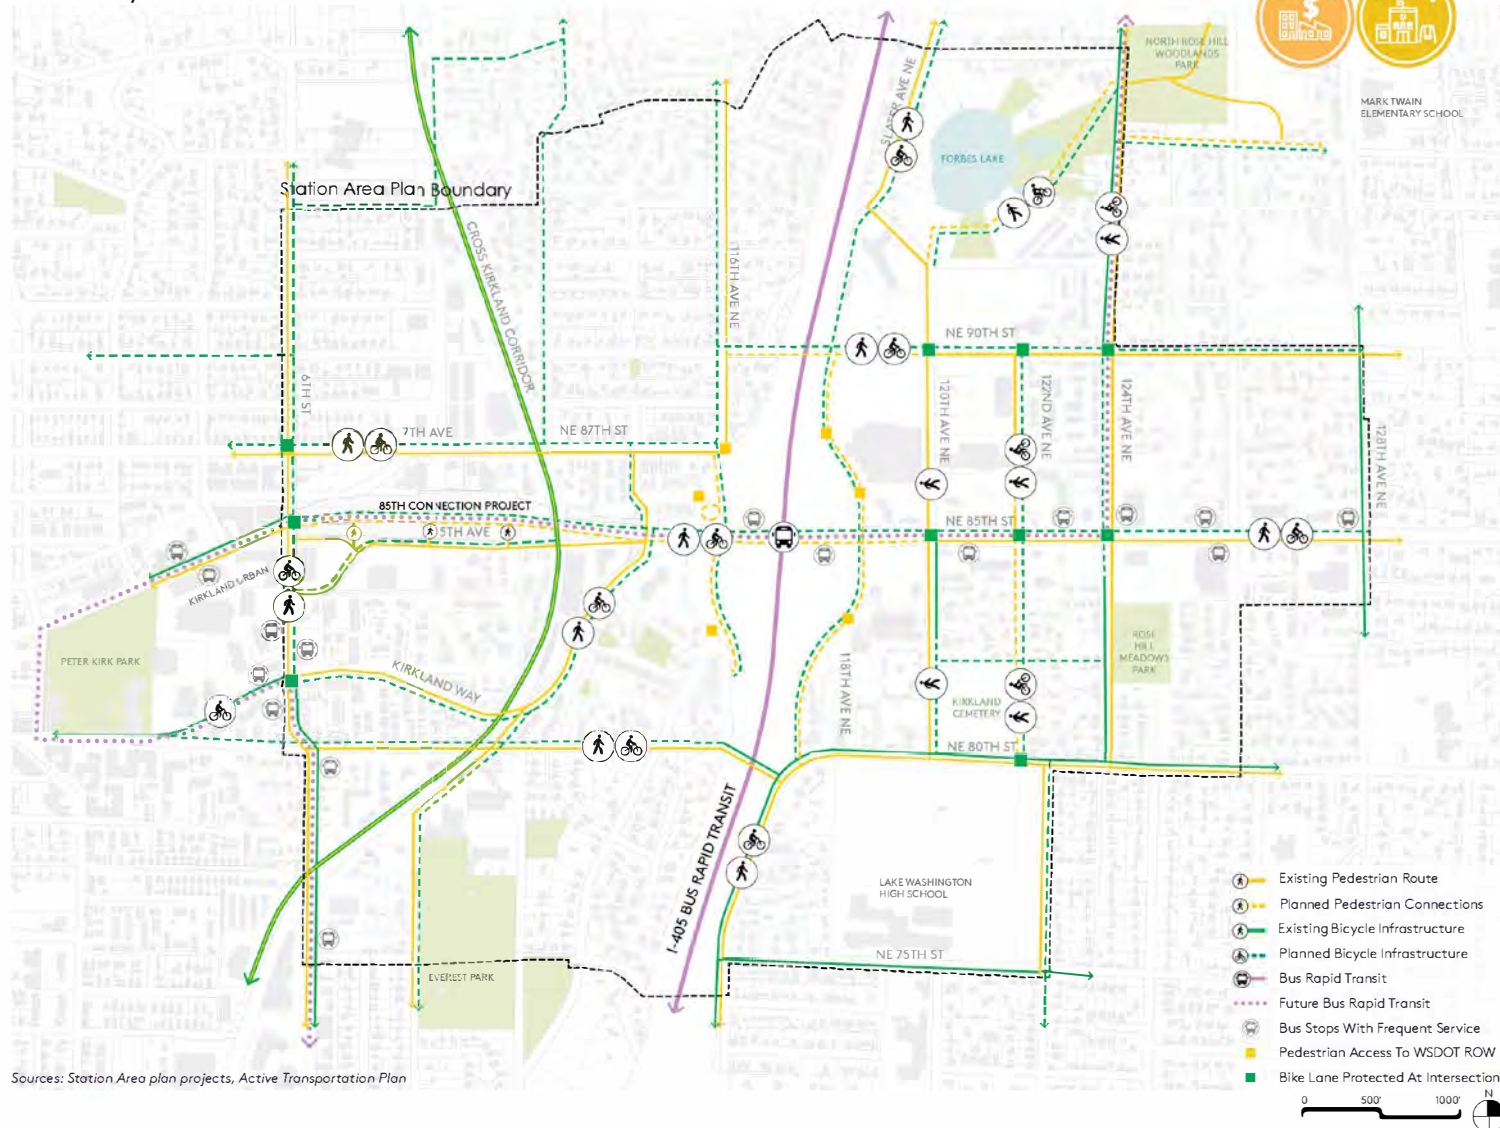 NORTH ROSE HILL
WOODLANDS
PARK
MARK TWAIN
ELEMENTARY SCHOOL
SLATER AVE NE
FORBES LAKE
Station Area Plan Boundary
CROSS KIRKLAND CORRIDOR
116TH AVE NE
NE 90TH ST
6TH ST
120TH AVE NE
122ND AVE NE
124TH AVE NE
128TH AVE NE
7TH AVE
NE 87TH ST
85TH CONNECTION PROJECT
5TH AVE
NE 85TH ST
KIRKLAND URBAN
PETER KIRK PARK
KIRKLAND WAY
118TH AVE NE
ROSE
HILL
MEADOWS
PARK
KIRKLAND
CEMETERY
NE 80TH ST
I-405 BUS RAPID TRANSIT
LAKE WASHINGTON
HIGH SCHOOL
NE 75TH ST
EVEREST PARK
Existing Pedestrian Route
Planned Pedestrian Connections
Existing Bicycle Infrastructure
Planned Bicycle Infrastructure
Bus Rapid Transit
Future Bus Rapid Transit
Bus Stops With Frequent Service
Pedestrian Access To WSDOT ROW
Bike Lane Protected At Intersection
Sources: Station Area plan projects, Active Transportation Plan
0 500' 1000'
N